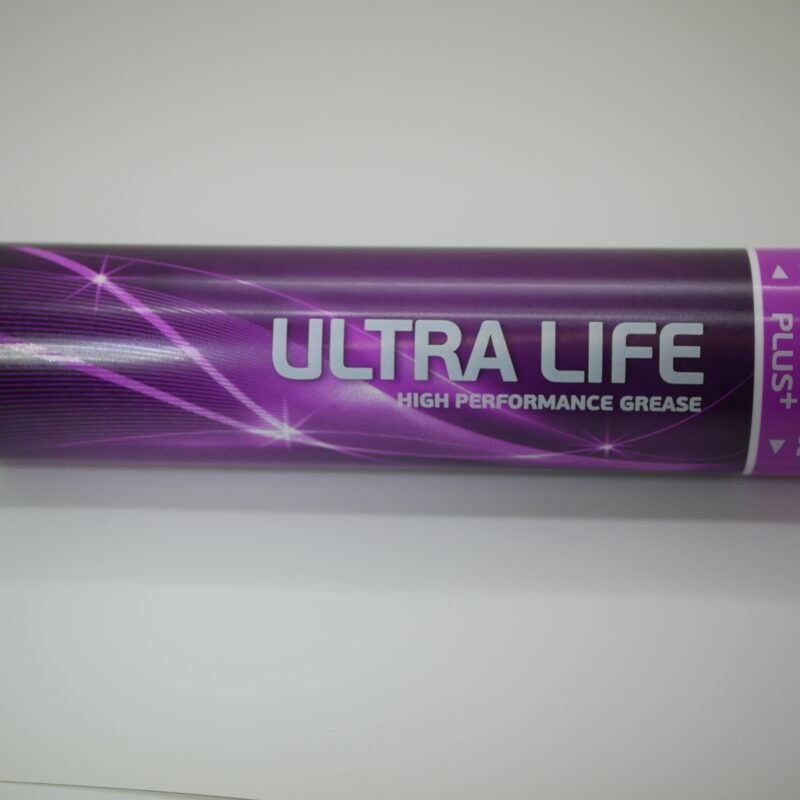 ULTRA LIFE
HIGH PERFORMANCE GREASE
PLUS+